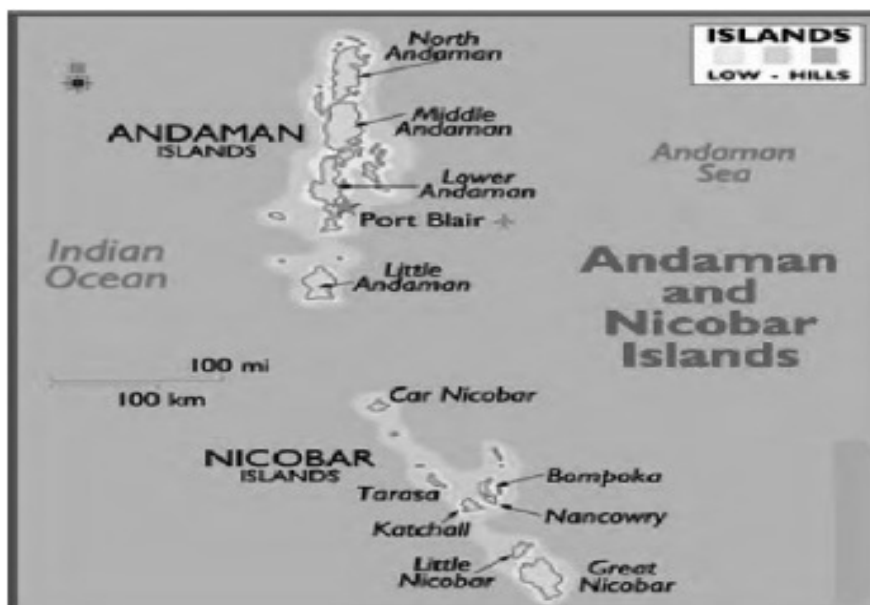 North
Andaman
ISLANDS
LOW - HILLS
Middle
Andaman
ANDAMAN
ISLANDS
Andaman
Sea
Lower
Andaman
Port Blair
Indian
Ocean
Little
Andaman
Andaman
and
Nicobar
Islands
100 mi
100 km
Car Nicobar
NICOBAR
ISLANDS
Bompoka
Tarasa
Nancowry
Katchall
Little
Nicobar
Great
Nicobar